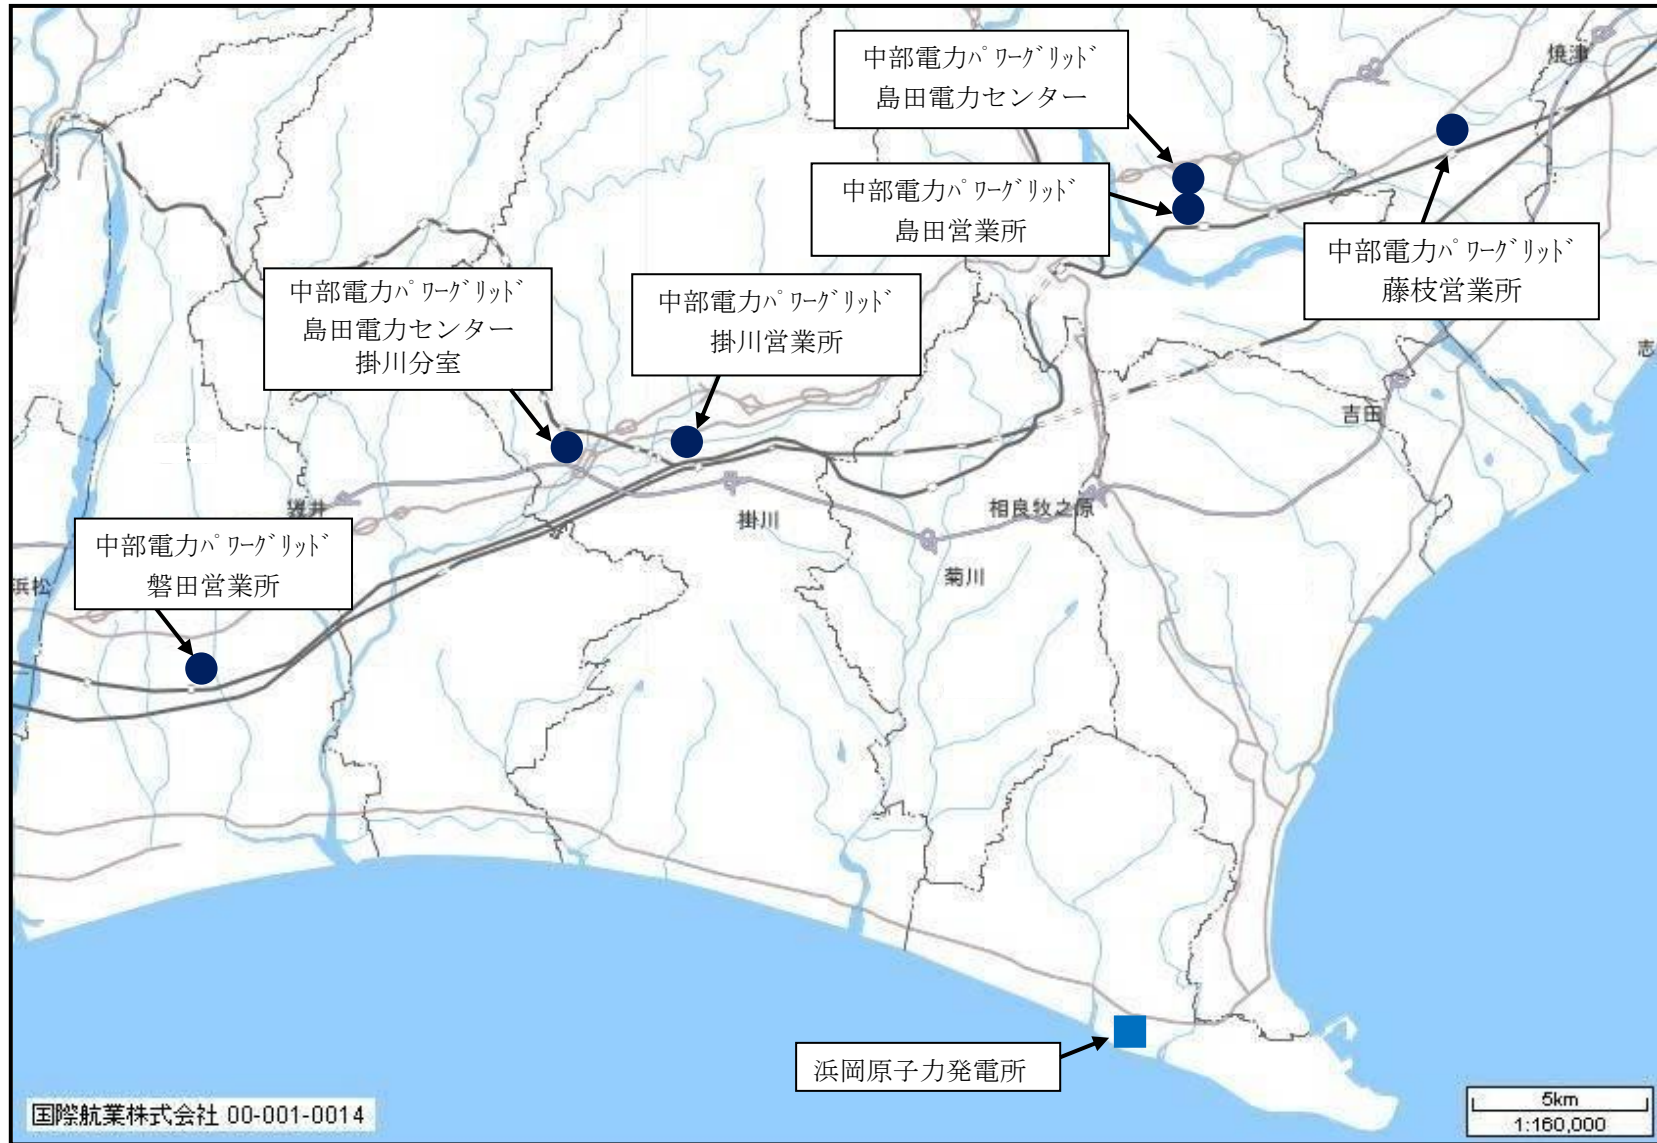 中部電力ﾊﾟﾜｰｸﾞﾘｯﾄﾞ
島田電力センター
焼津
中部電力ﾊﾟﾜｰｸﾞﾘｯﾄﾞ
島田営業所
中部電力ﾊﾟﾜｰｸﾞﾘｯﾄﾞ
藤枝営業所
中部電力ﾊﾟﾜｰｸﾞﾘｯﾄﾞ
島田電力センター
掛川分室
中部電力ﾊﾟﾜｰｸﾞﾘｯﾄﾞ
掛川営業所
志
吉田
袋井
掛川
相良牧之原
中部電力ﾊﾟﾜｰｸﾞﾘｯﾄﾞ
磐田営業所
浜松
菊川
浜岡原子力発電所
国際航業株式会社 00-001-0014
5km
1:160,000